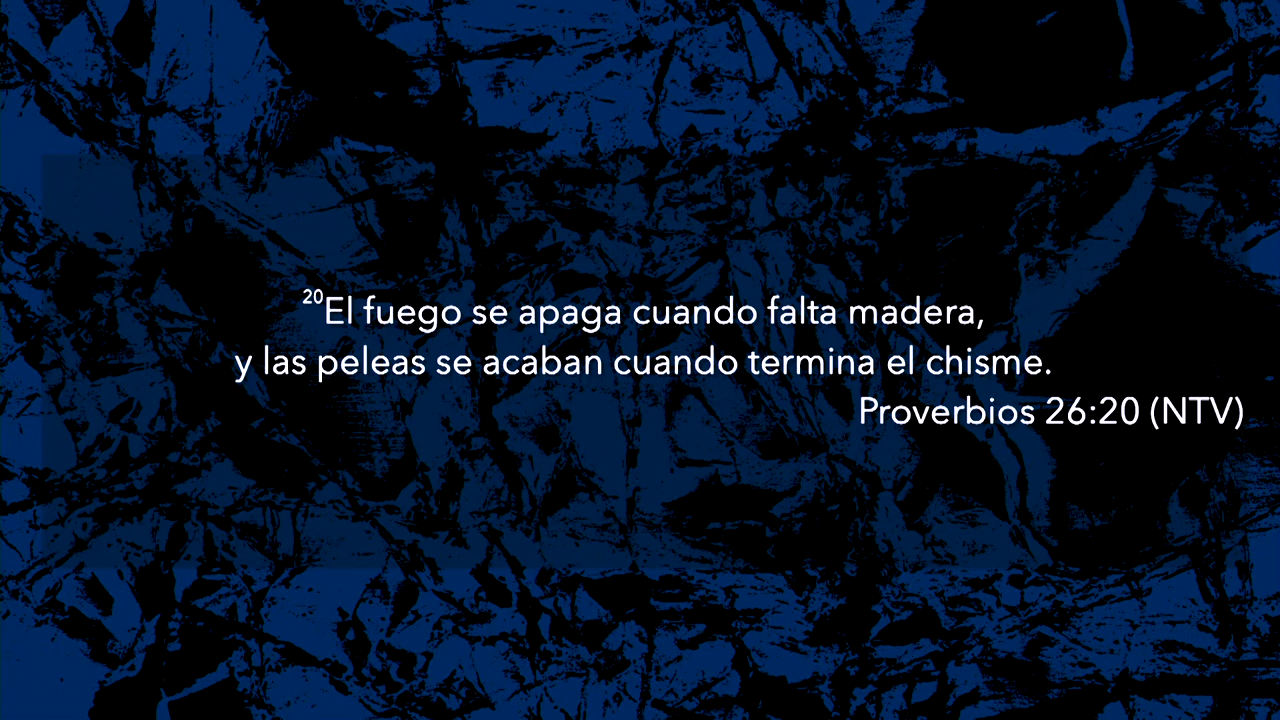 ²⁰El fuego se apaga cuando falta madera,
y las peleas se acaban cuando termina el chisme.
Proverbios 26:20 (NTV)